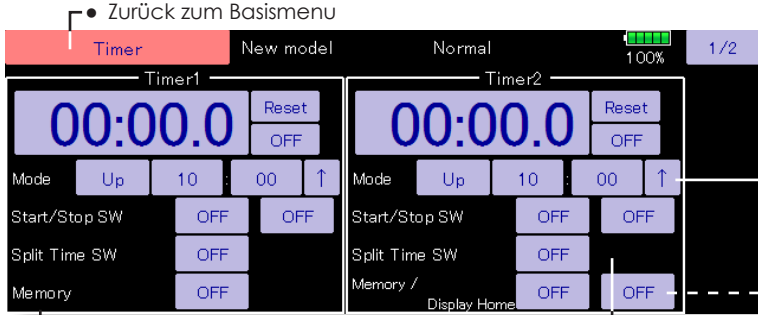 Zurück zum Basismenu
Timer New model Normal 100% 1/2
Timer1
00:00.0 Reset
OFF
Mode Up 10 : 00 ↑
Start/Stop SW OFF OFF
Split Time SW OFF
Memory OFF
Timer2
00:00.0 Reset
OFF
Mode Up 10 : 00 ↑
Start/Stop SW OFF OFF
Split Time SW OFF
Memory /
Display Home OFF OFF